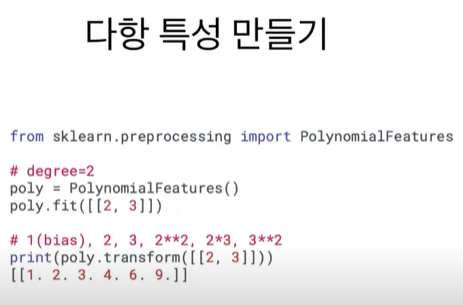 다항 특성 만들기
from sklearn.preprocessing import PolynomialFeatures
# degree=2
poly = PolynomialFeatures()
poly.fit([[2, 3]])
# 1(bias), 2, 3, 2**2, 2*3, 3**2
print(poly.transform([[2, 3]]))
[[1. 2. 3. 4. 6. 9.]]